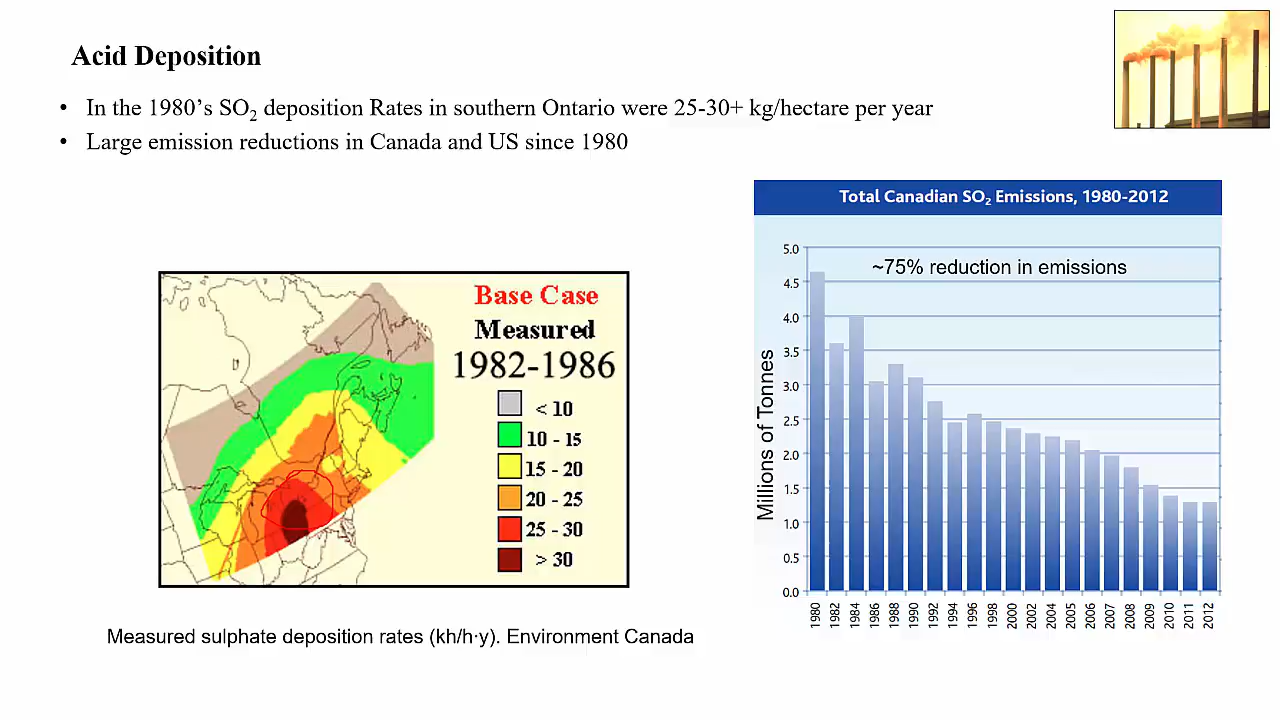 Acid Deposition
• In the 1980’s SO2 deposition Rates in southern Ontario were 25-30+ kg/hectare per year
• Large emission reductions in Canada and US since 1980
Base Case
Measured
1982-1986
< 10
10 - 15
15 - 20
20 - 25
25 - 30
> 30
Measured sulphate deposition rates (kh/h·y). Environment Canada
Total Canadian SO2 Emissions, 1980-2012
~75% reduction in emissions
Millions of Tonnes
5.0
4.5
4.0
3.5
3.0
2.5
2.0
1.5
1.0
0.5
0.0
1980 1982 1984 1986 1988 1990 1992 1994 1996 1998 2000 2002 2004 2005 2006 2007 2008 2009 2010 2011 2012